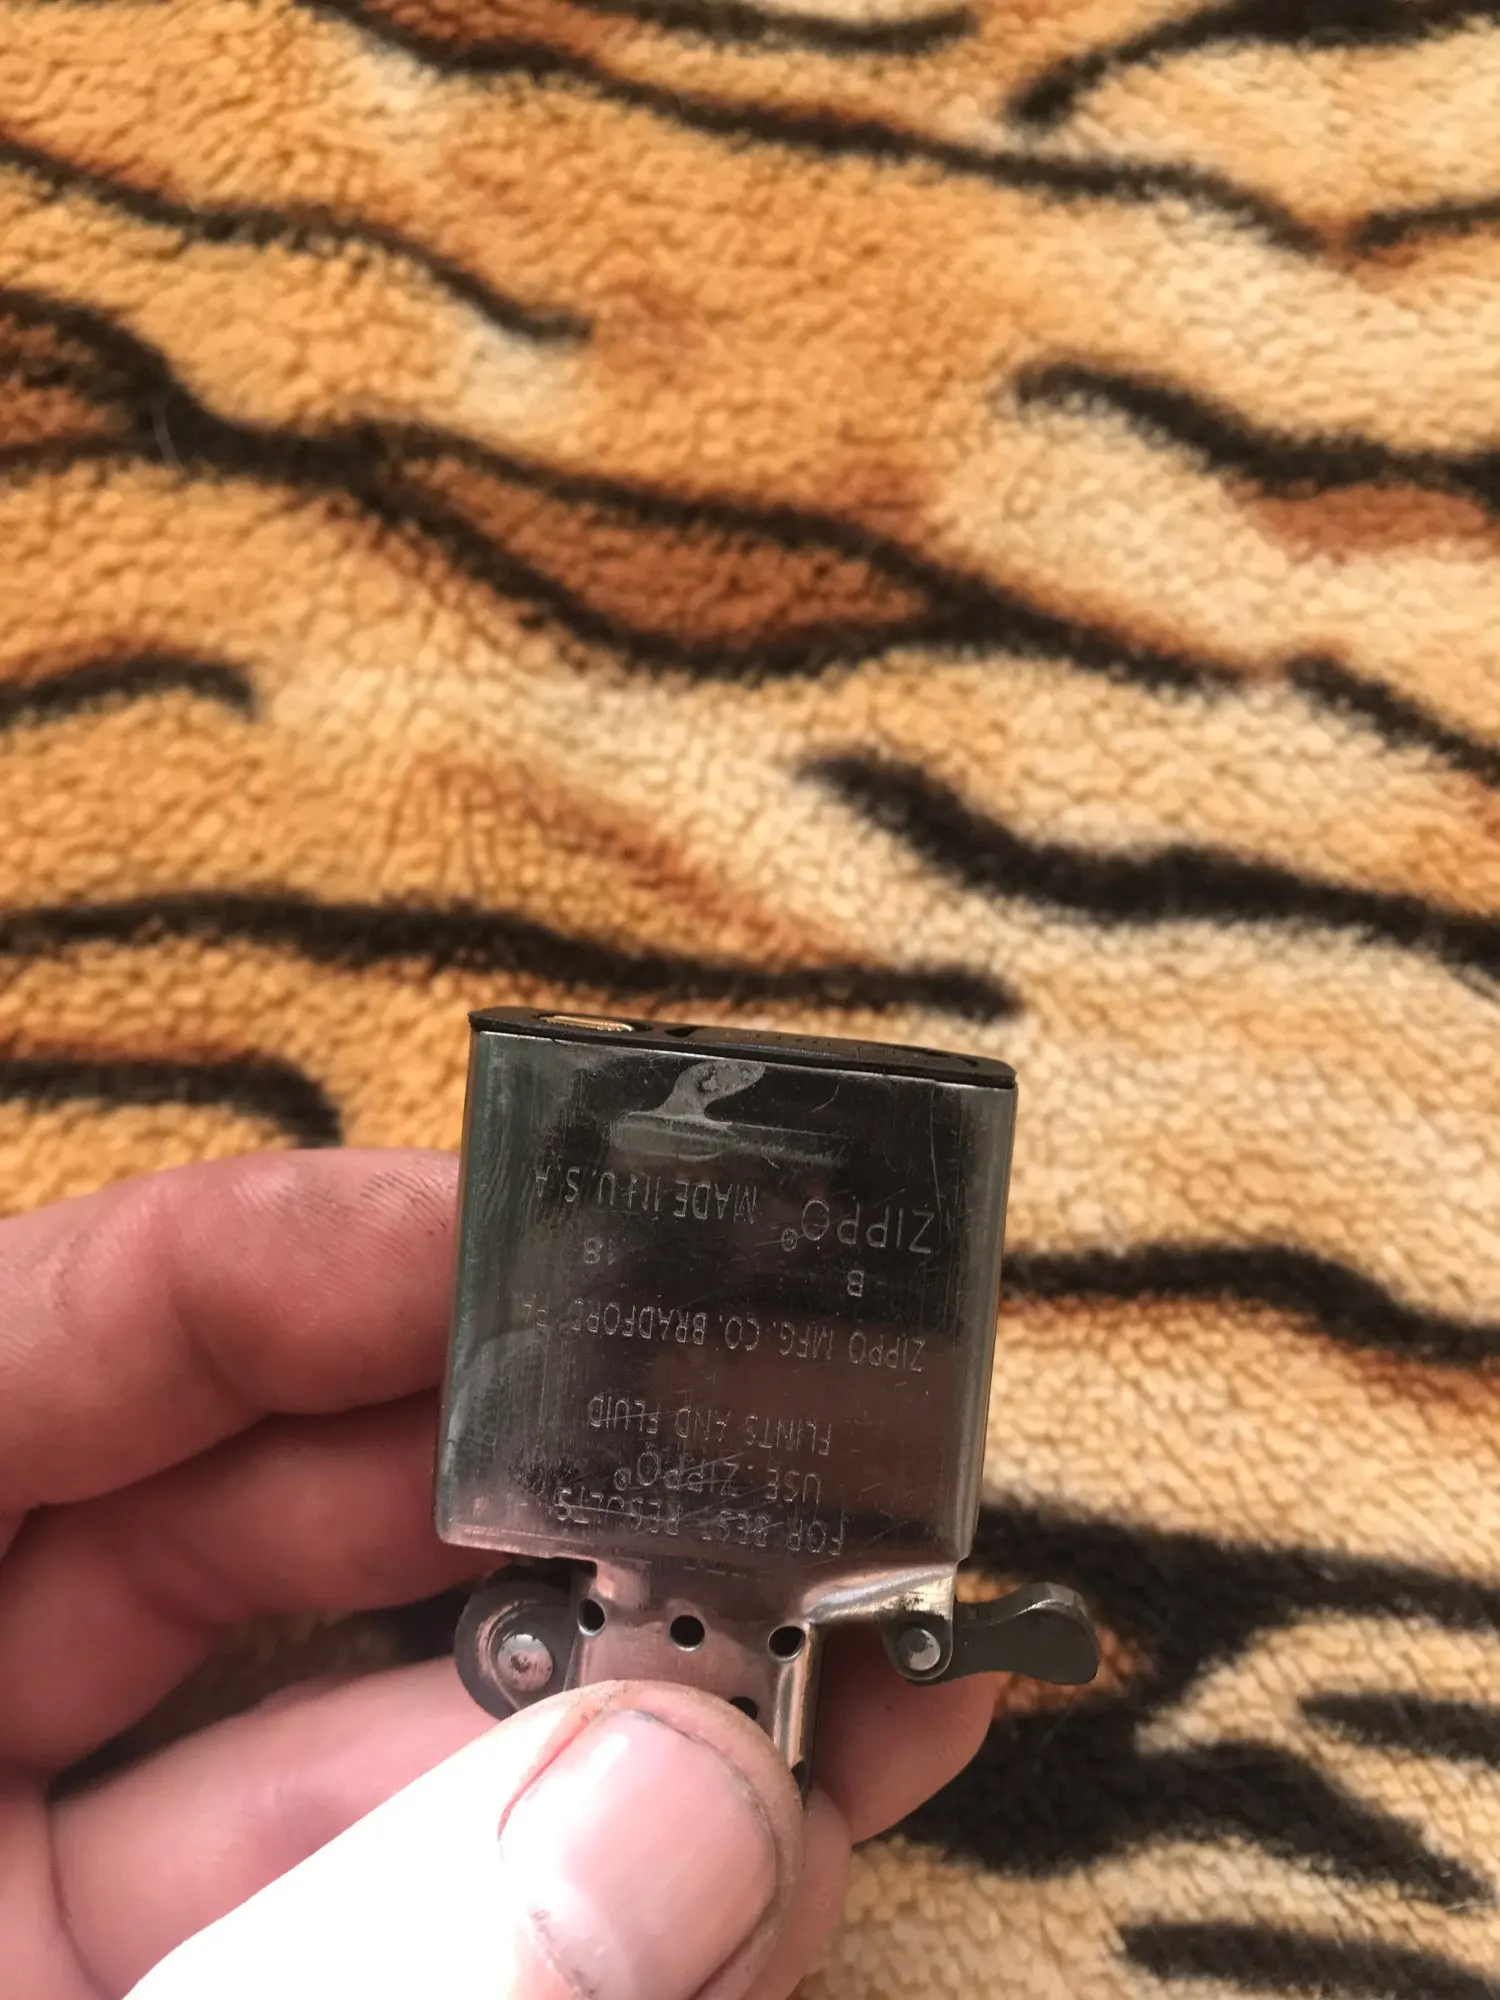 FOR BEST RESULTS
USE ZIPPO®
FLINTS AND FLUID
ZIPPO MFG. CO. BRADFORD PA
B 18
ZIPPO® MADE IN U.S.A